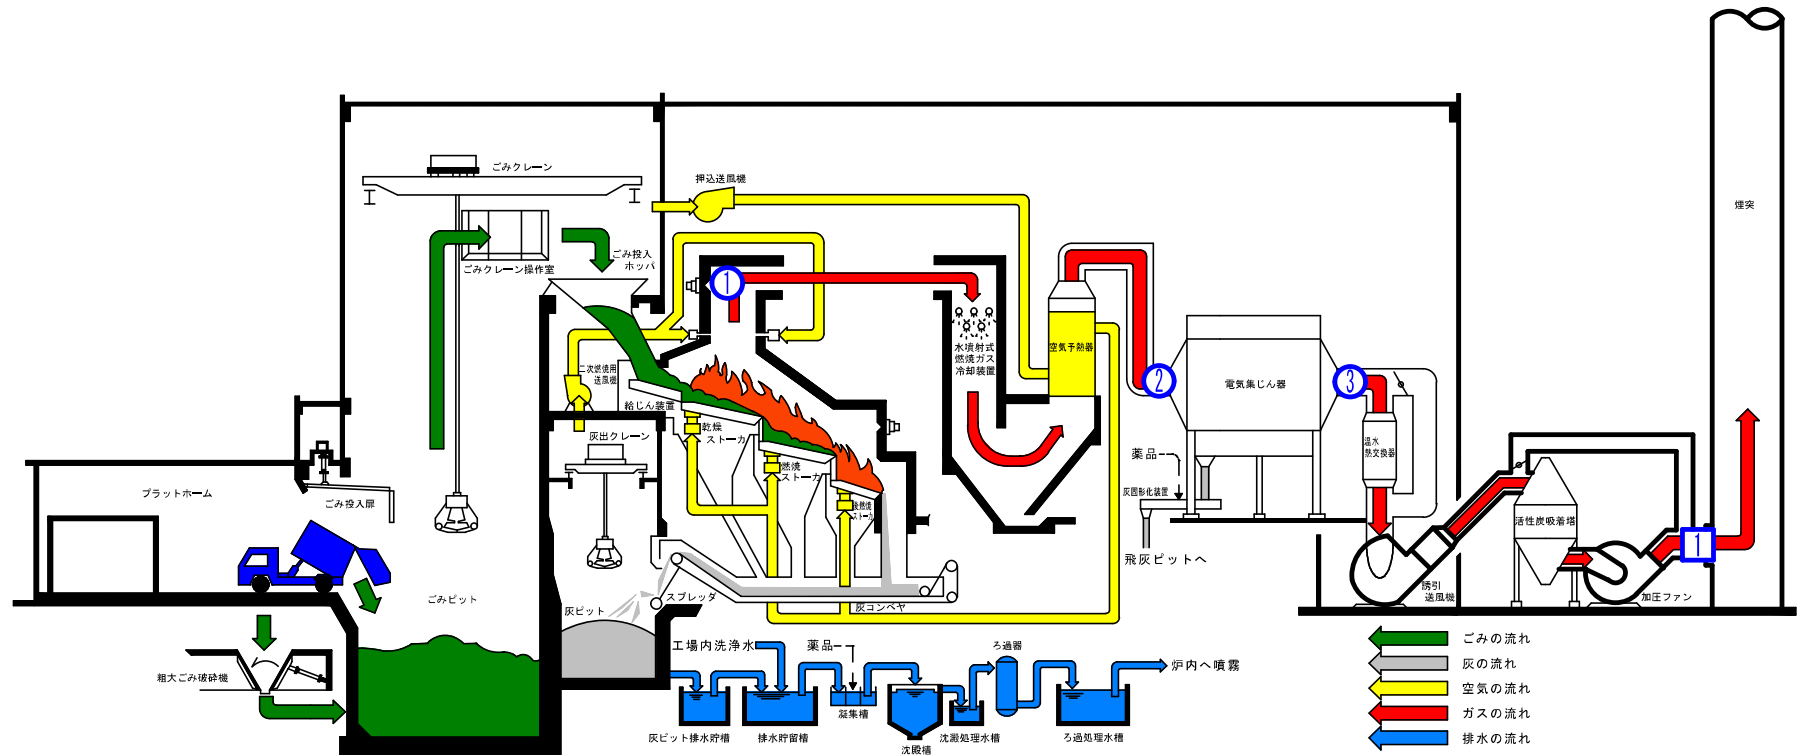 ごみクレーン
押込送風機
煙突
ごみクレーン操作室
ごみ投入
ホッパ
1
水噴射式
燃焼ガス
冷却装置
空気予熱器
2
電気集じん器
3
二次燃焼用
送風機
給じん装置
乾燥
ストーカ
灰出クレーン
燃焼
ストーカ
後燃焼
ストーカ
温水
熱交換器
薬品
灰固形化装置
飛灰ピットへ
活性炭吸着塔
1
プラットホーム
ごみ投入扉
ごみピット
灰ピット
スプレッダ
灰コンベヤ
誘引
送風機
加圧ファン
粗大ごみ破砕機
工場内洗浄水
薬品
ろ過器
炉内へ噴霧
灰ピット排水貯槽
排水貯留槽
凝集槽
沈殿槽
沈澱処理水槽
ろ過処理水槽
ごみの流れ
灰の流れ
空気の流れ
ガスの流れ
排水の流れ